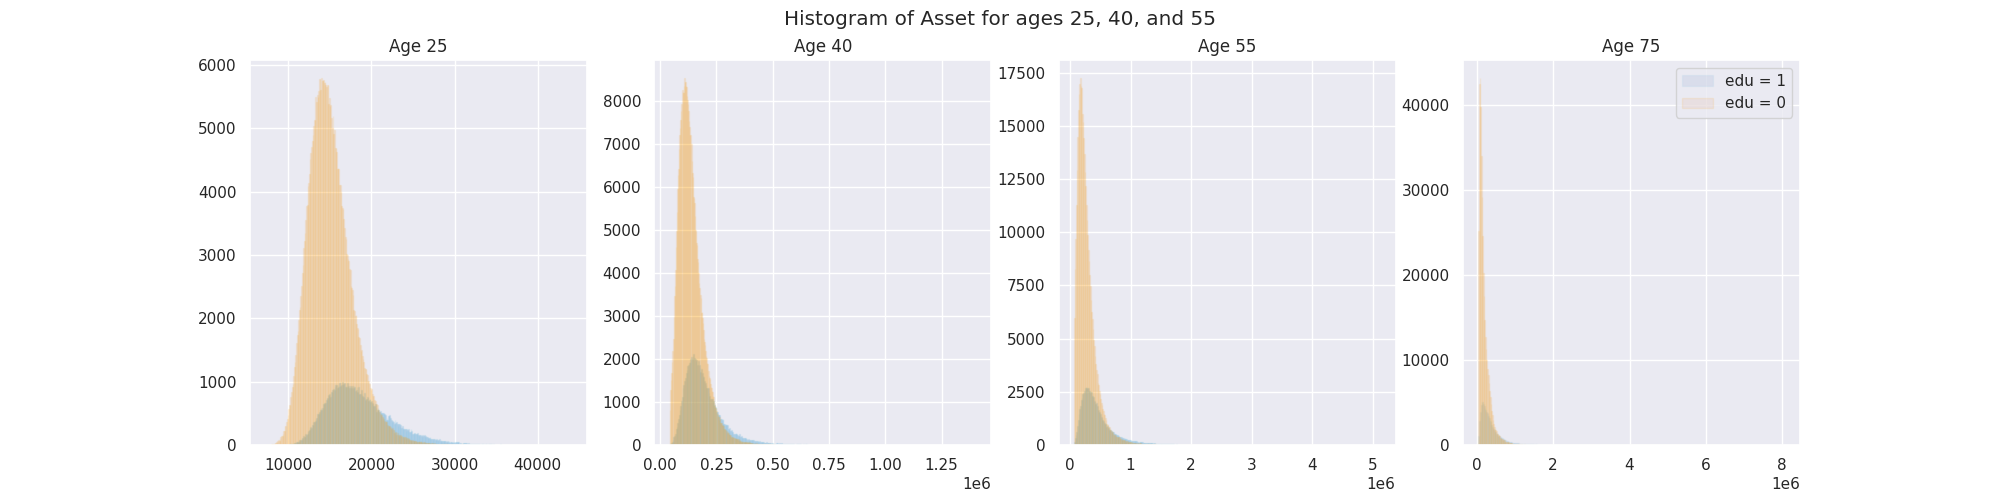 Histogram of Asset for ages 25, 40, and 55
Age 25
6000
5000
4000
3000
2000
1000
0
10000 20000 30000 40000
Age 40
8000
7000
6000
5000
4000
3000
2000
1000
0
0.00 0.25 0.50 0.75 1.00 1.25
1e6
Age 55
17500
15000
12500
10000
7500
5000
2500
0
0 1 2 3 4 5
1e6
Age 75
edu = 1
edu = 0
40000
30000
20000
10000
0
0 2 4 6 8
1e6